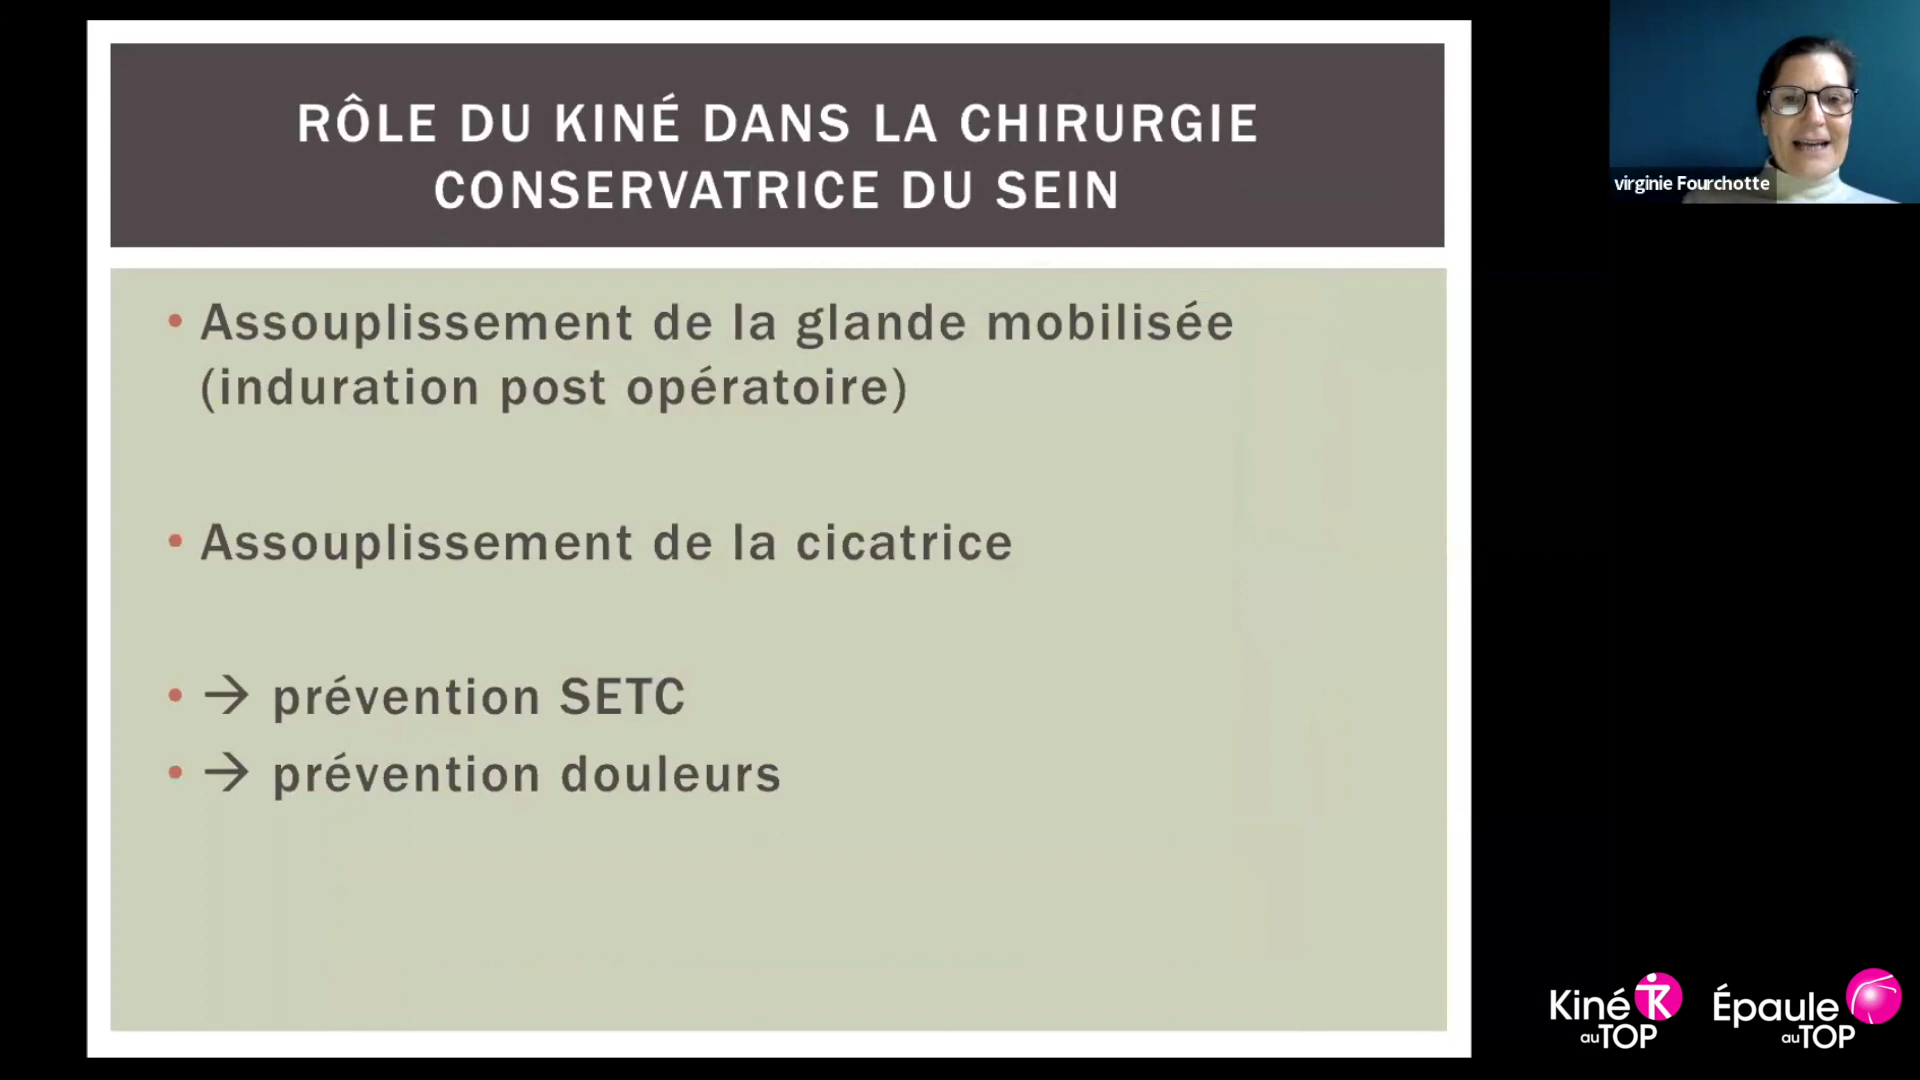 RÔLE DU KINÉ DANS LA CHIRURGIE
CONSERVATRICE DU SEIN
• Assouplissement de la glande mobilisée
(induration post opératoire)
• Assouplissement de la cicatrice
• → prévention SETC
• → prévention douleurs
virginie Fourchotte
Kiné
au TOP
Épaule
au TOP